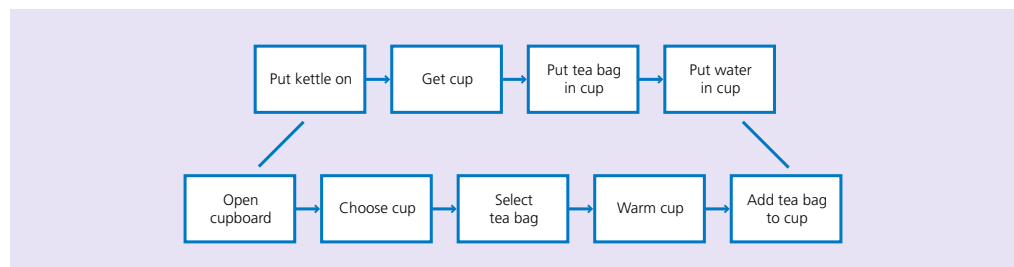 Put kettle on
Get cup
Put tea bag
in cup
Put water
in cup
Open
cupboard
Choose cup
Select
tea bag
Warm cup
Add tea bag
to cup